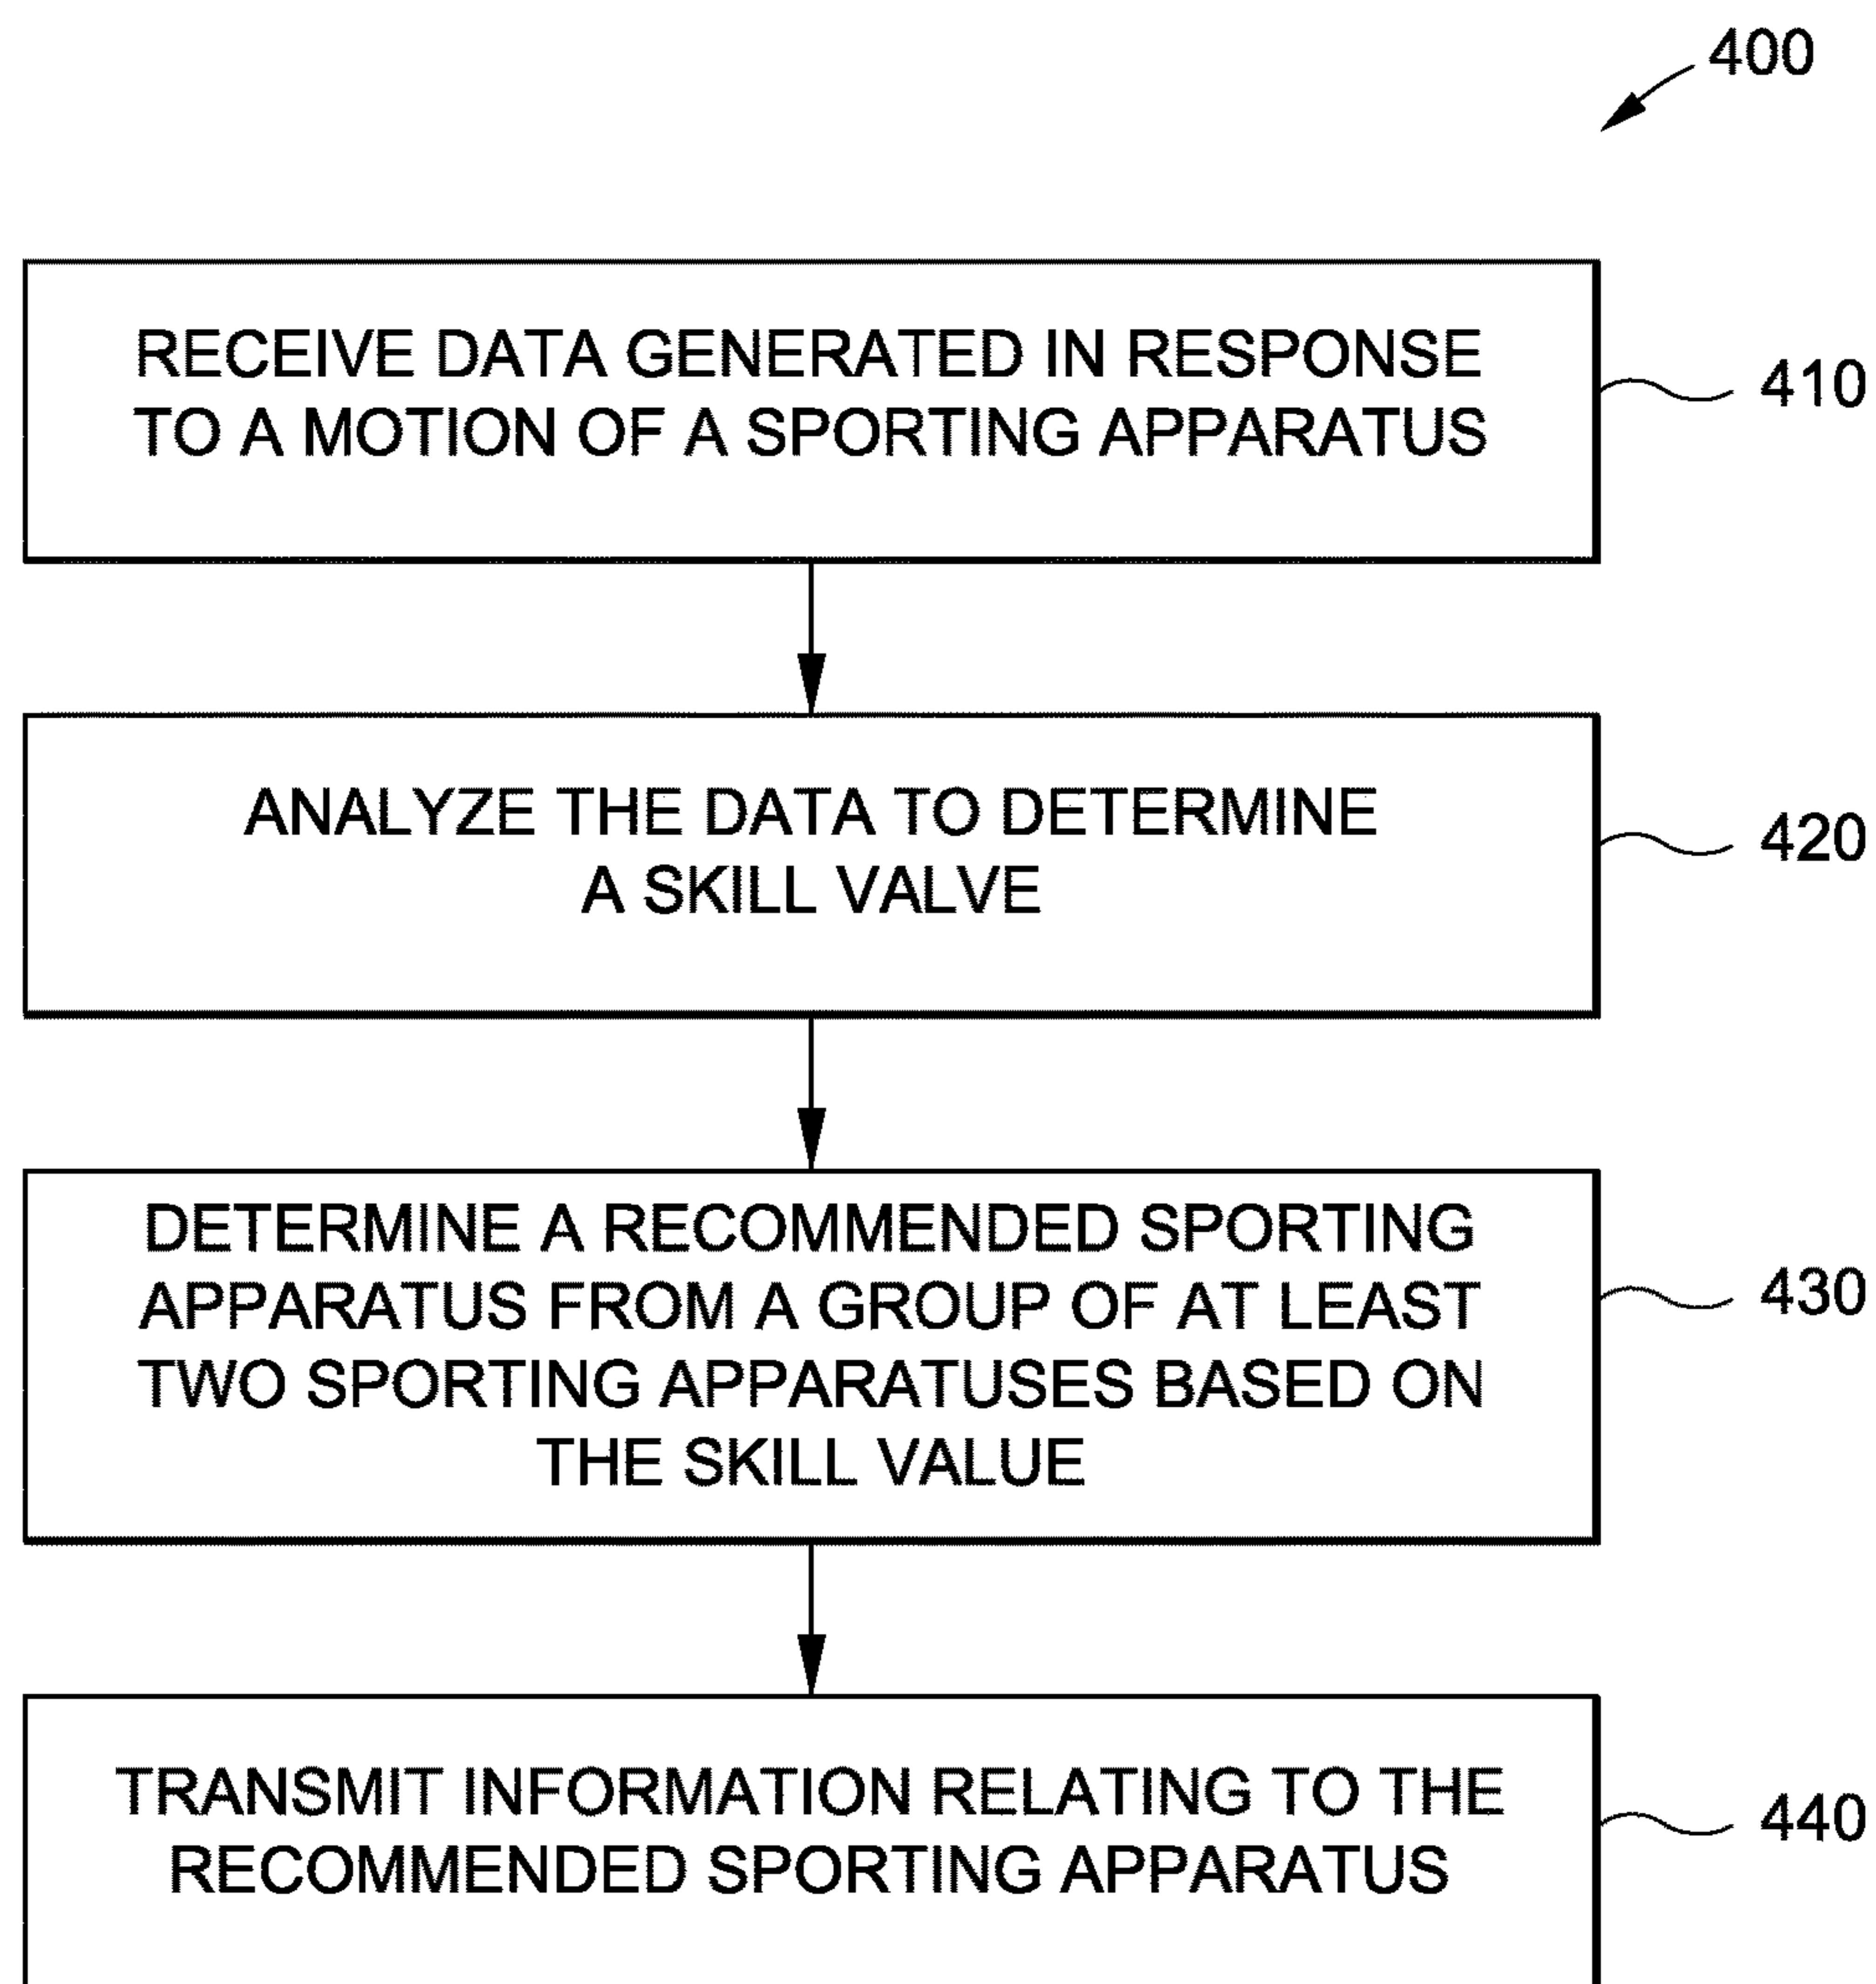 400
RECEIVE DATA GENERATED IN RESPONSE
TO A MOTION OF A SPORTING APPARATUS
410
ANALYZE THE DATA TO DETERMINE
A SKILL VALVE
420
DETERMINE A RECOMMENDED SPORTING
APPARATUS FROM A GROUP OF AT LEAST
TWO SPORTING APPARATUSES BASED ON
THE SKILL VALUE
430
TRANSMIT INFORMATION RELATING TO THE
RECOMMENDED SPORTING APPARATUS
440